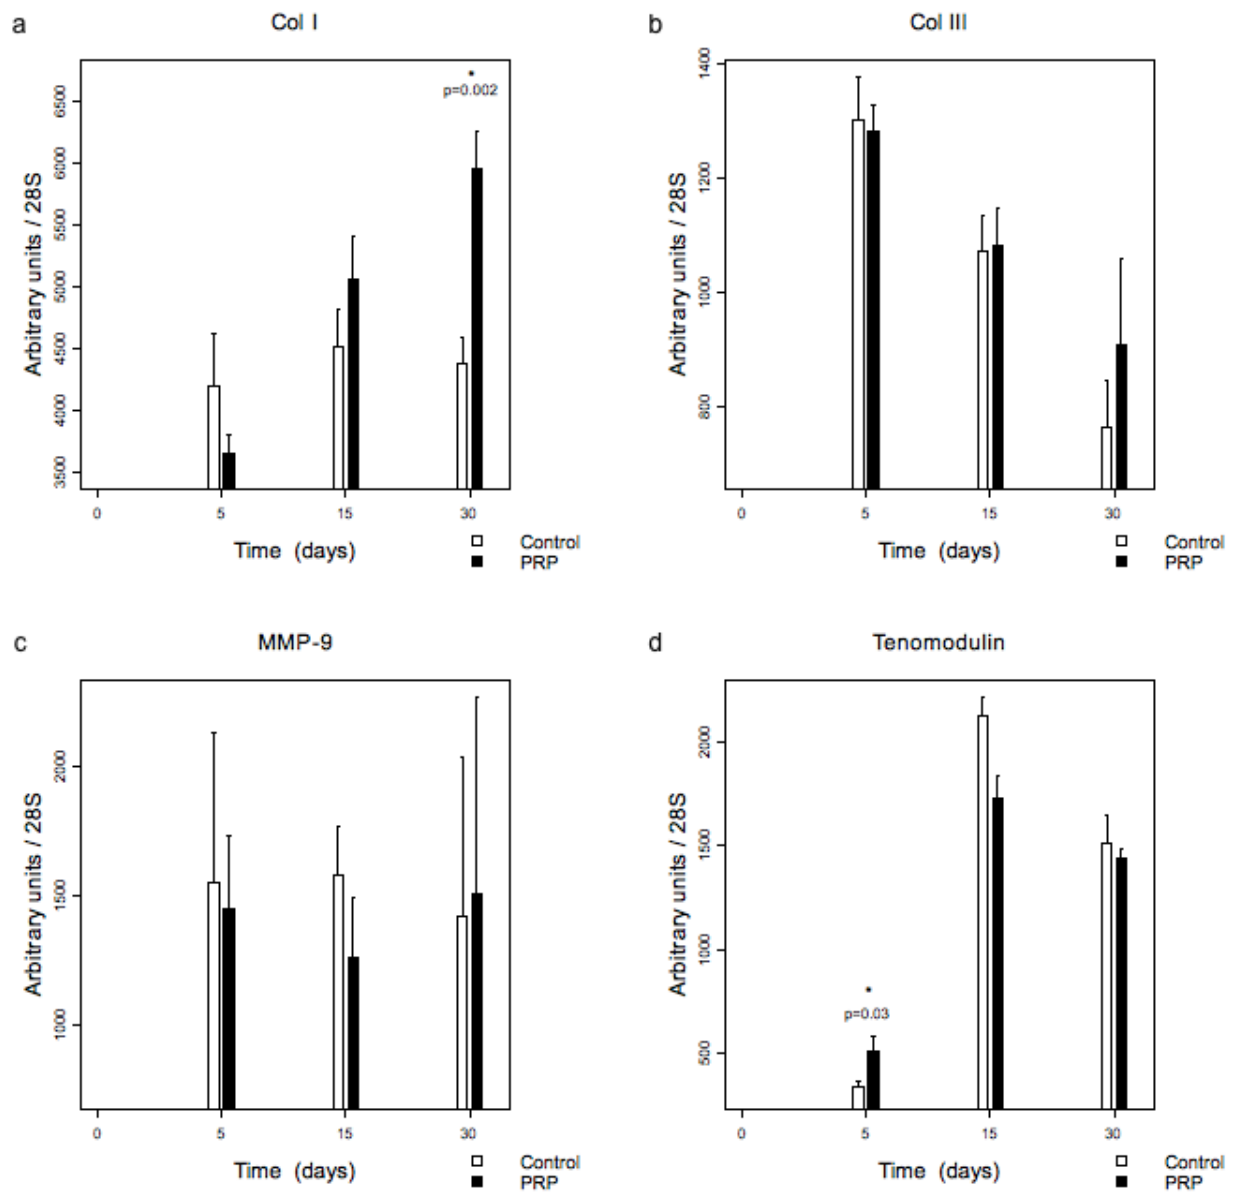 a
Col I
Arbitrary units / 28S
6500
6000
5500
5000
4500
4000
3500
*
p=0.002
0 5 15 30
Time (days)
Control
PRP
b
Col III
Arbitrary units / 28S
1400
1200
1000
800
0 5 15 30
Time (days)
Control
PRP
c
MMP-9
Arbitrary units / 28S
2000
1500
1000
0 5 15 30
Time (days)
Control
PRP
d
Tenomodulin
Arbitrary units / 28S
2000
1500
1000
500
*
p=0.03
0 5 15 30
Time (days)
Control
PRP